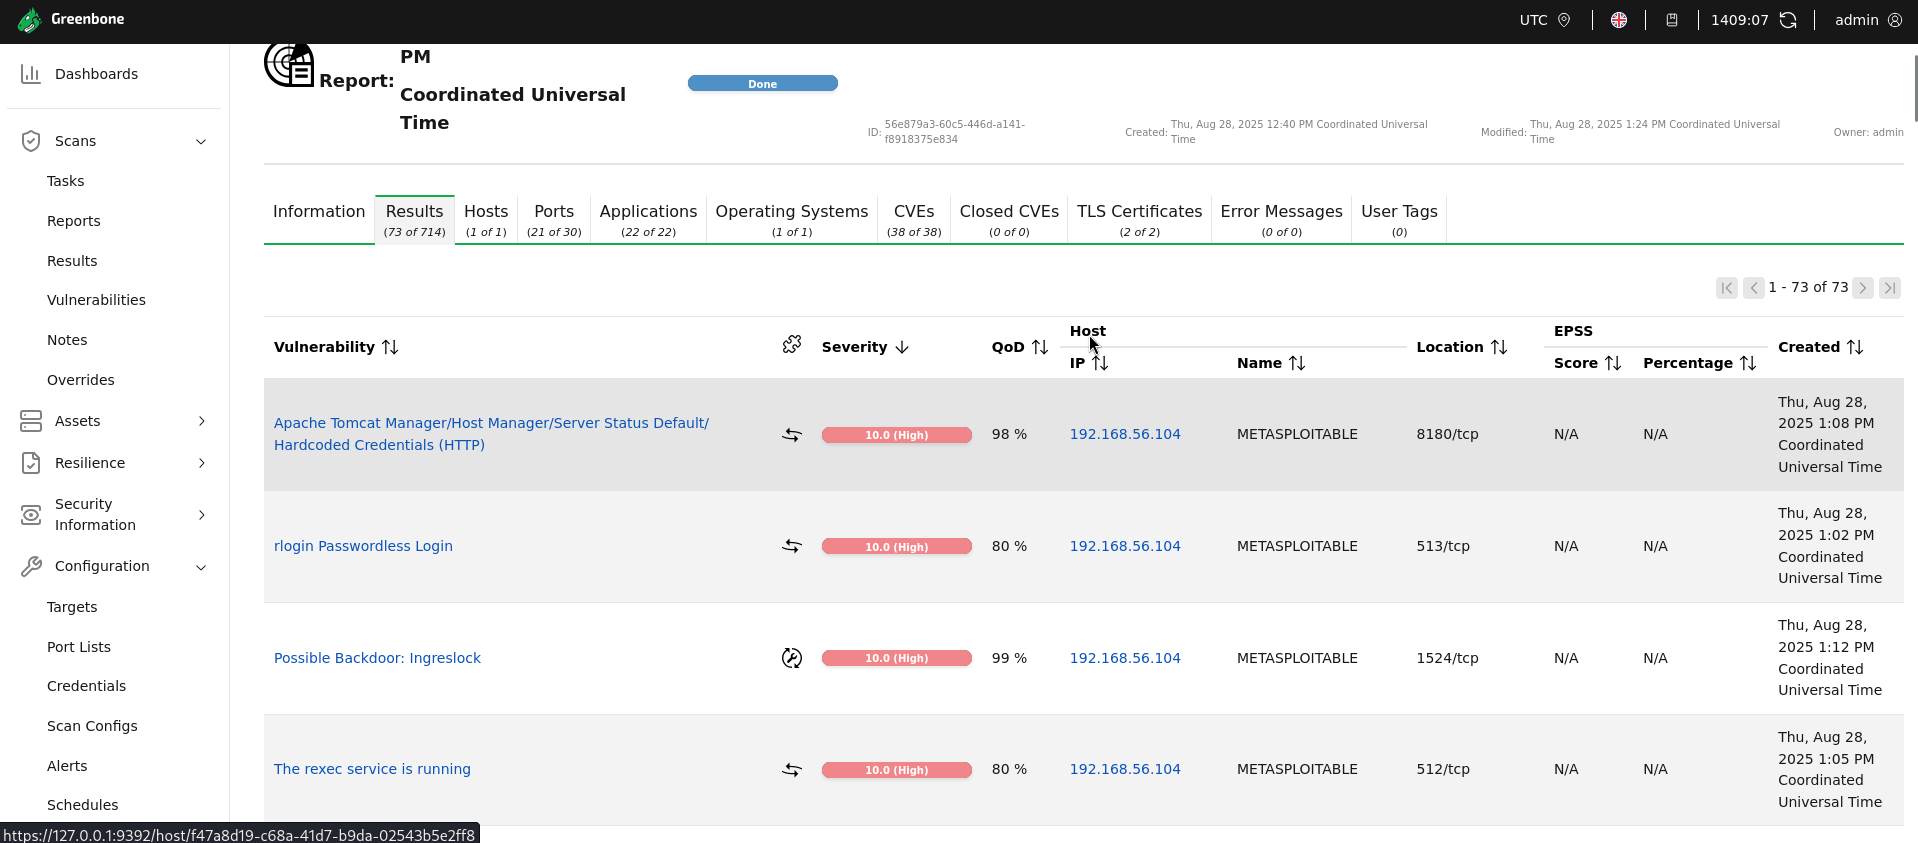 Greenbone
UTC
1409:07
admin
Dashboards
Scans
Tasks
Reports
Results
Vulnerabilities
Notes
Overrides
Assets
Resilience
Security
Information
Configuration
Targets
Port Lists
Credentials
Scan Configs
Alerts
Schedules
Report:
PM
Coordinated Universal
Time
Done
ID: 56e879a3-60c5-446d-a141-
f8918375e834
Created: Thu, Aug 28, 2025 12:40 PM Coordinated Universal
Time
Modified: Thu, Aug 28, 2025 1:24 PM Coordinated Universal
Time
Owner: admin
Information
Results
(73 of 714)
Hosts
(1 of 1)
Ports
(21 of 30)
Applications
(22 of 22)
Operating Systems
(1 of 1)
CVEs
(38 of 38)
Closed CVEs
(0 of 0)
TLS Certificates
(2 of 2)
Error Messages
(0 of 0)
User Tags
(0)
1 - 73 of 73
Vulnerability
Severity
QoD
Host
IP
Name
Location
EPSS
Score
Percentage
Created
Apache Tomcat Manager/Host Manager/Server Status Default/
Hardcoded Credentials (HTTP)
10.0 (High)
98 %
192.168.56.104
METASPLOITABLE
8180/tcp
N/A
N/A
Thu, Aug 28,
2025 1:08 PM
Coordinated
Universal Time
rlogin Passwordless Login
10.0 (High)
80 %
192.168.56.104
METASPLOITABLE
513/tcp
N/A
N/A
Thu, Aug 28,
2025 1:02 PM
Coordinated
Universal Time
Possible Backdoor: Ingreslock
10.0 (High)
99 %
192.168.56.104
METASPLOITABLE
1524/tcp
N/A
N/A
Thu, Aug 28,
2025 1:12 PM
Coordinated
Universal Time
The rexec service is running
10.0 (High)
80 %
192.168.56.104
METASPLOITABLE
512/tcp
N/A
N/A
Thu, Aug 28,
2025 1:05 PM
Coordinated
Universal Time
https://127.0.0.1:9392/host/f47a8d19-c68a-41d7-b9da-02543b5e2ff8